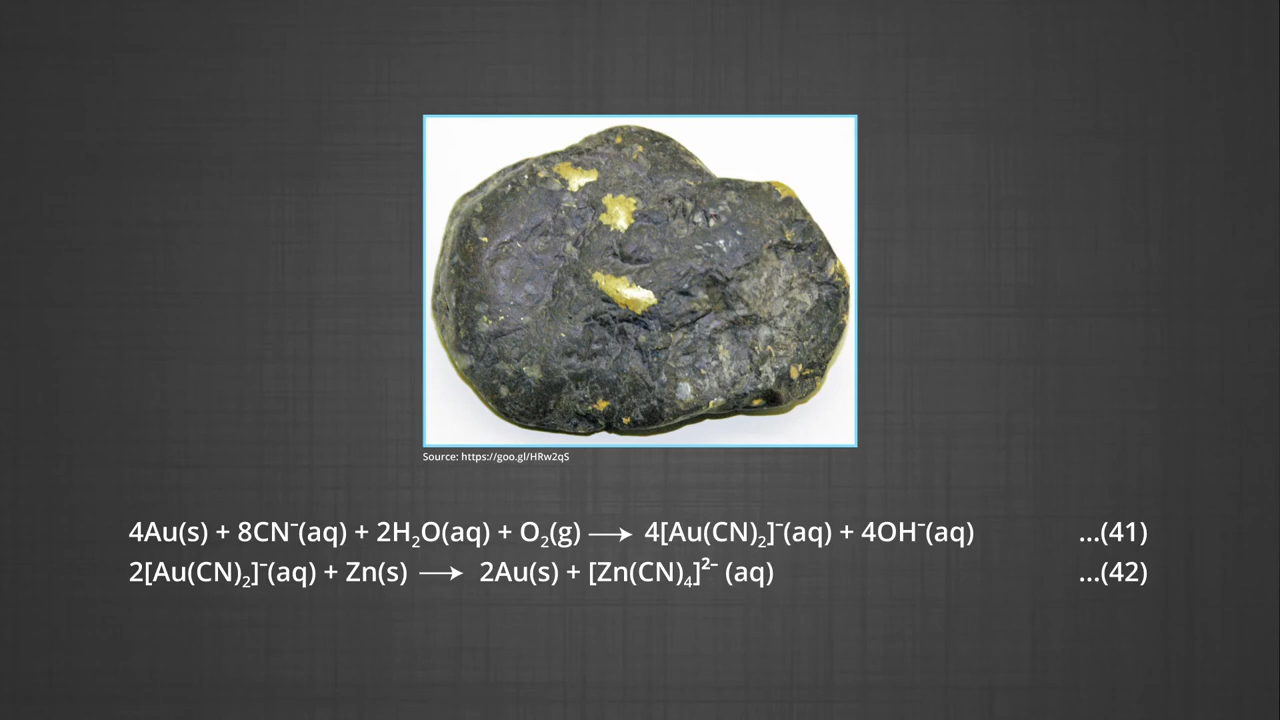 Source: https://goo.gl/HRw2qS
4Au(s) + 8CN⁻(aq) + 2H₂O(aq) + O₂(g) ⟶ 4[Au(CN)₂]⁻(aq) + 4OH⁻(aq) ...(41)
2[Au(CN)₂]⁻(aq) + Zn(s) ⟶ 2Au(s) + [Zn(CN)₄]²⁻ (aq) ...(42)